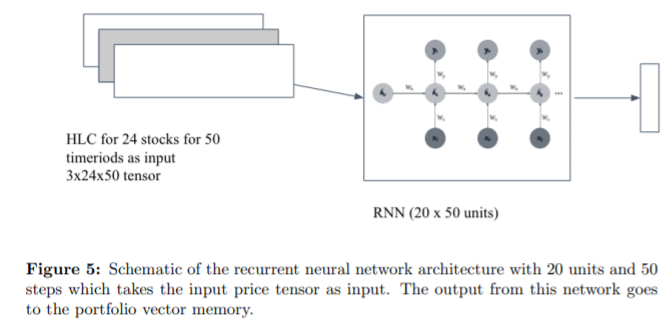 HLC for 24 stocks for 50
timeriods as input
3x24x50 tensor
RNN (20 x 50 units)
Figure 5: Schematic of the recurrent neural network architecture with 20 units and 50
steps which takes the input price tensor as input. The output from this network goes
to the portfolio vector memory.